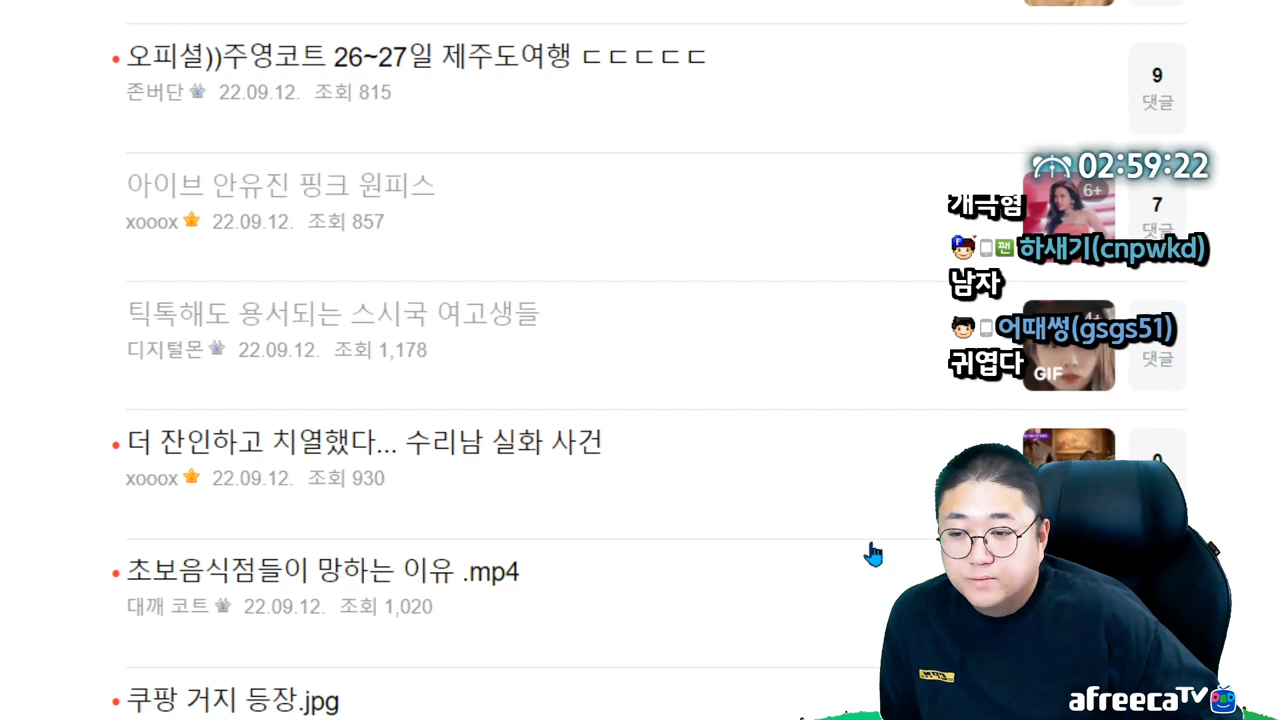 오피셜))주영코트 26~27일 제주도여행 ㄷㄷㄷㄷㄷ
존버단 22.09.12. 조회 815
9
댓글
02:59:22
아이브 안유진 핑크 원피스
xooox 22.09.12. 조회 857
6+
7
댓글
개극혐
팬 하새기(cnpwkd)
남자
틱톡해도 용서되는 스시국 여고생들
디지털몬 22.09.12. 조회 1,178
어때썽(gsgs51)
귀엽다
GIF
댓글
더 잔인하고 치열했다... 수리남 실화 사건
xooox 22.09.12. 조회 930
초보음식점들이 망하는 이유 .mp4
대깨 코트 22.09.12. 조회 1,020
쿠팡 거지 등장.jpg
afreecaTV